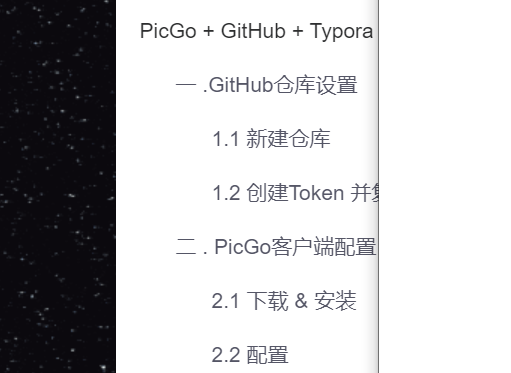 PicGo + GitHub + Typora
一 .GitHub仓库设置
1.1 新建仓库
1.2 创建Token 并
二 . PicGo客户端配置
2.1 下载 & 安装
2.2 配置